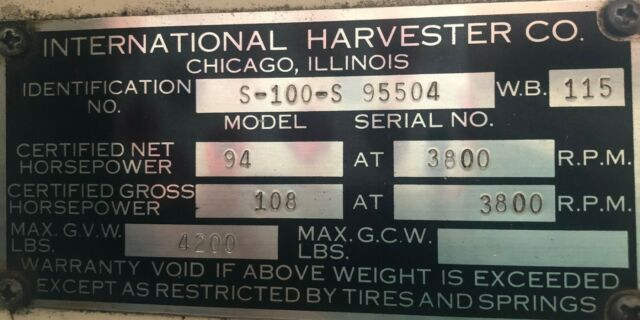 INTERNATIONAL HARVESTER CO.
CHICAGO, ILLINOIS
IDENTIFICATION NO. S-100-S 95504 W.B. 115
MODEL SERIAL NO.
CERTIFIED NET HORSEPOWER 94 AT 3800 R.P.M.
CERTIFIED GROSS HORSEPOWER 108 AT 3800 R.P.M.
MAX. G.V.W. LBS. 4200 MAX. G.C.W. LBS.
WARRANTY VOID IF ABOVE WEIGHT IS EXCEEDED
EXCEPT AS RESTRICTED BY TIRES AND SPRINGS